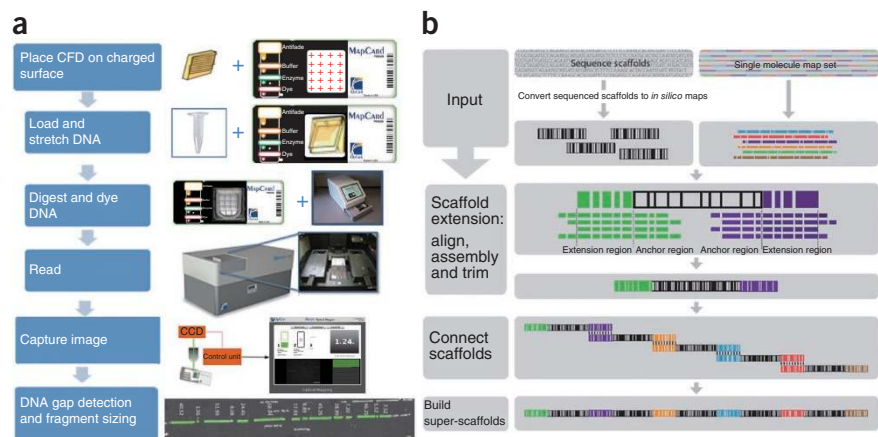 a
Place CFD on charged
surface
Load and
stretch DNA
Digest and dye
DNA
Read
Capture image
DNA gap detection
and fragment sizing
Antifade
Buffer
Enzyme
Dye
MapCard
Antifade
Buffer
Enzyme
Dye
MapCard
MapCard
CCD
Control unit
1.24
b
Input
Sequence scaffolds
Single molecule map set
Convert sequenced scaffolds to in silico maps
Scaffold
extension:
align,
assembly
and trim
Extension region
Anchor region
Anchor region
Extension region
Connect
scaffolds
Build
super-scaffolds